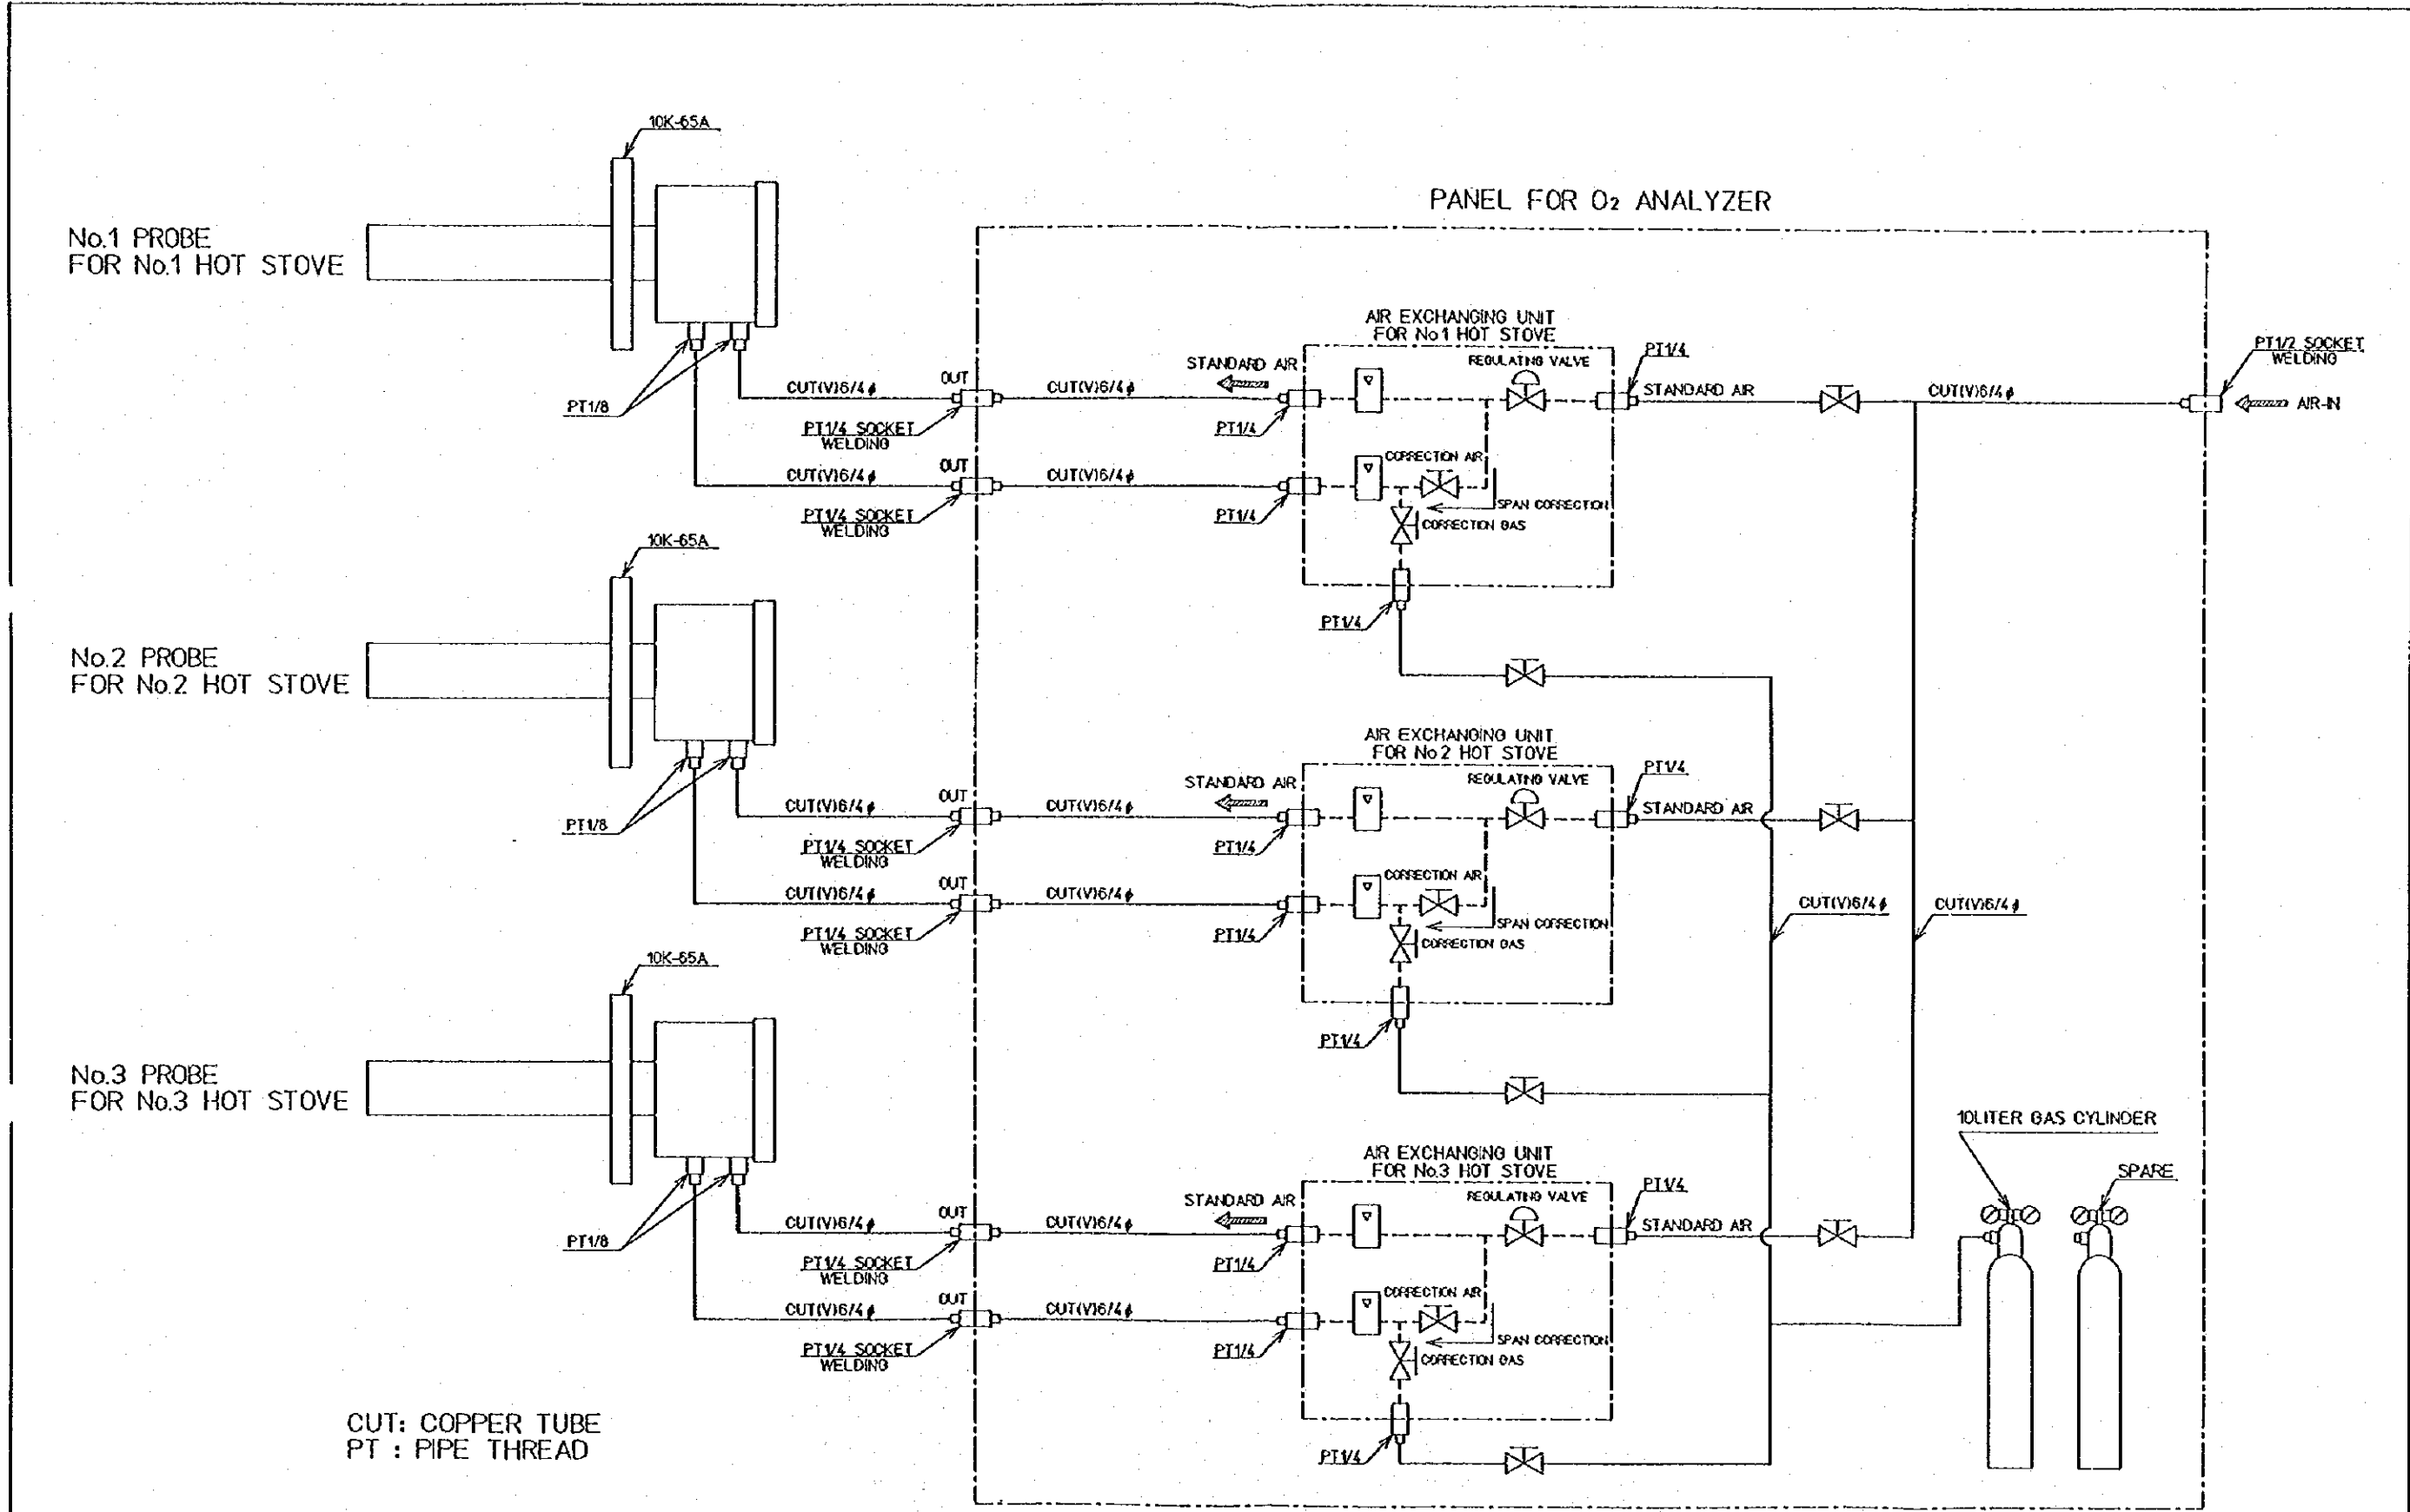 PANEL FOR O₂ ANALYZER
10K-65A
No.1 PROBE
FOR No.1 HOT STOVE
PT1/8
CUT(V)6/4φ
OUT
PT1/4 SOCKET
WELDING
CUT(V)6/4φ
OUT
PT1/4 SOCKET
WELDING
CUT(V)6/4φ
CUT(V)6/4φ
STANDARD AIR
PT1/4
PT1/4
AIR EXCHANGING UNIT
FOR No1 HOT STOVE
REGULATING VALVE
CORRECTION AIR
SPAN CORRECTION
CORRECTION GAS
PT1/4
PT1/4
STANDARD AIR
CUT(V)6/4φ
PT1/2 SOCKET
WELDING
AIR-IN
10K-65A
No.2 PROBE
FOR No.2 HOT STOVE
PT1/8
CUT(V)6/4φ
OUT
PT1/4 SOCKET
WELDING
CUT(V)6/4φ
OUT
PT1/4 SOCKET
WELDING
CUT(V)6/4φ
CUT(V)6/4φ
STANDARD AIR
PT1/4
PT1/4
AIR EXCHANGING UNIT
FOR No2 HOT STOVE
REGULATING VALVE
CORRECTION AIR
SPAN CORRECTION
CORRECTION GAS
PT1/4
PT1/4
STANDARD AIR
CUT(V)6/4φ
CUT(V)6/4φ
10K-65A
No.3 PROBE
FOR No.3 HOT STOVE
PT1/8
CUT(V)6/4φ
OUT
PT1/4 SOCKET
WELDING
CUT(V)6/4φ
OUT
PT1/4 SOCKET
WELDING
CUT(V)6/4φ
CUT(V)6/4φ
STANDARD AIR
PT1/4
PT1/4
AIR EXCHANGING UNIT
FOR No.3 HOT STOVE
REGULATING VALVE
CORRECTION AIR
SPAN CORRECTION
CORRECTION GAS
PT1/4
PT1/4
STANDARD AIR
10LITER GAS CYLINDER
SPARE
CUT: COPPER TUBE
PT : PIPE THREAD